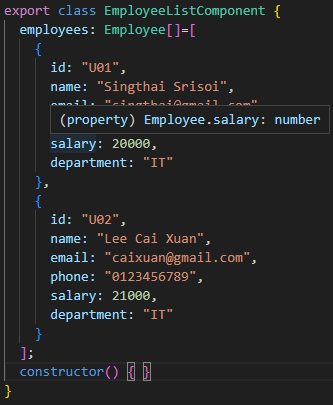 export class EmployeeListComponent {
employees: Employee[]=[
{
id: "U01",
name: "Singthai Srisoi",
email: "singthai@gmail.com"
(property) Employee.salary: number
salary: 20000,
department: "IT"
},
{
id: "U02",
name: "Lee Cai Xuan",
email: "caixuan@gmail.com",
phone: "0123456789",
salary: 21000,
department: "IT"
}
];
constructor() { }
}